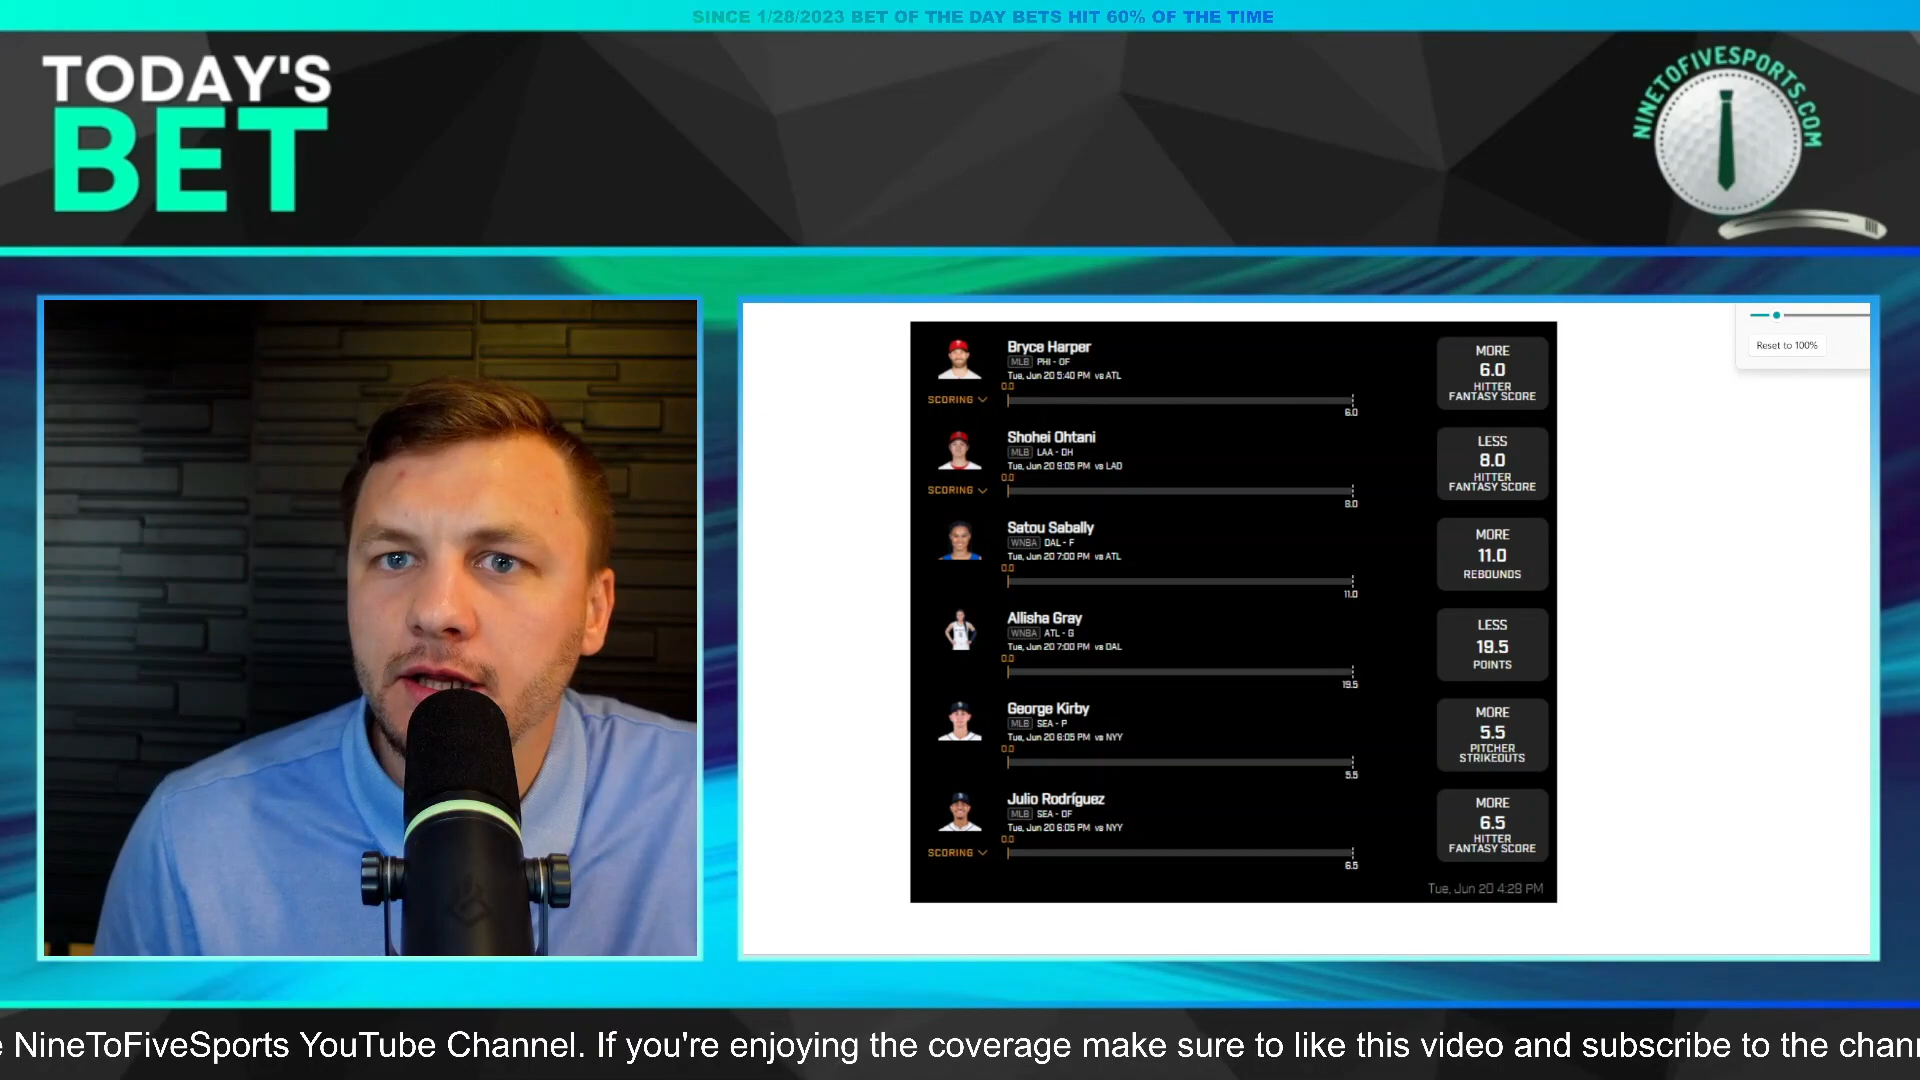 SINCE 1/28/2023 BET OF THE DAY BETS HIT 60% OF THE TIME
TODAY'S
BET
NINETOFIVESPORTS.COM
Reset to 100%
Bryce Harper
MLB PHI - OF
Tue, Jun 20 5:40 PM vs ATL
0.0
SCORING
6.0
MORE
6.0
HITTER
FANTASY SCORE
Shohei Ohtani
MLB LAA - DH
Tue, Jun 20 9:05 PM vs LAD
0.0
SCORING
8.0
LESS
8.0
HITTER
FANTASY SCORE
Satou Sabally
WNBA DAL - F
Tue, Jun 20 7:00 PM vs ATL
0.0
11.0
MORE
11.0
REBOUNDS
Allisha Gray
WNBA ATL - G
Tue, Jun 20 7:00 PM vs DAL
0.0
19.5
LESS
19.5
POINTS
George Kirby
MLB SEA - P
Tue, Jun 20 6:05 PM vs NYY
0.0
5.5
MORE
5.5
PITCHER
STRIKEOUTS
Julio Rodríguez
MLB SEA - OF
Tue, Jun 20 6:05 PM vs NYY
0.0
SCORING
6.5
MORE
6.5
HITTER
FANTASY SCORE
Tue, Jun 20 4:28 PM
e NineToFiveSports YouTube Channel. If you're enjoying the coverage make sure to like this video and subscribe to the chann